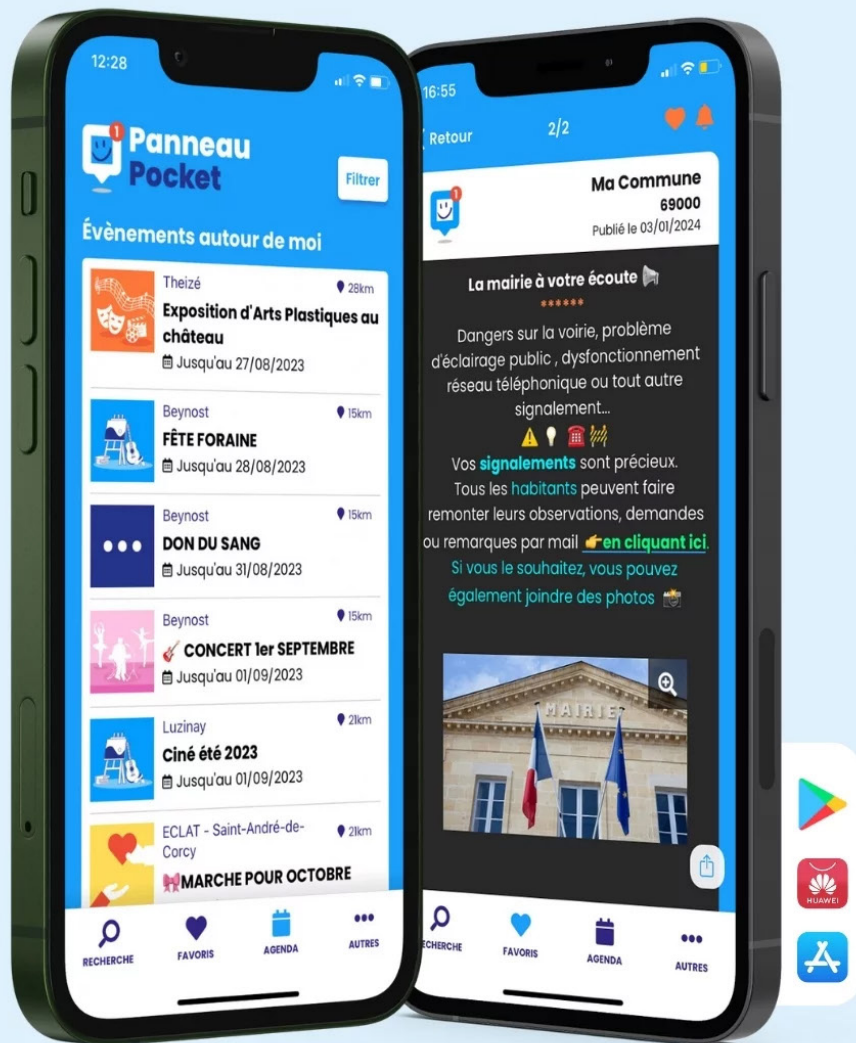 12:28
Panneau
Pocket
1
Filtrer
Évènements autour de moi
Theizé
28km
Exposition d'Arts Plastiques au
château
Jusqu'au 27/08/2023
Beynost
15km
FÊTE FORAINE
Jusqu'au 28/08/2023
Beynost
15km
DON DU SANG
Jusqu'au 31/08/2023
Beynost
15km
CONCERT 1er SEPTEMBRE
Jusqu'au 01/09/2023
Luzinay
21km
Ciné été 2023
Jusqu'au 01/09/2023
ECLAT - Saint-André-de-
Corcy
21km
MARCHE POUR OCTOBRE
RECHERCHE
FAVORIS
AGENDA
AUTRES
16:55
Retour
2/2
1
Ma Commune
69000
Publié le 03/01/2024
La mairie à votre écoute
******
Dangers sur la voirie, problème
d'éclairage public , dysfonctionnement
réseau téléphonique ou tout autre
signalement...
Vos signalements sont précieux.
Tous les habitants peuvent faire
remonter leurs observations, demandes
ou remarques par mail en cliquant ici.
Si vous le souhaitez, vous pouvez
également joindre des photos
MAIRIE
ECHERCHE
FAVORIS
AGENDA
AUTRES
HUAWEI